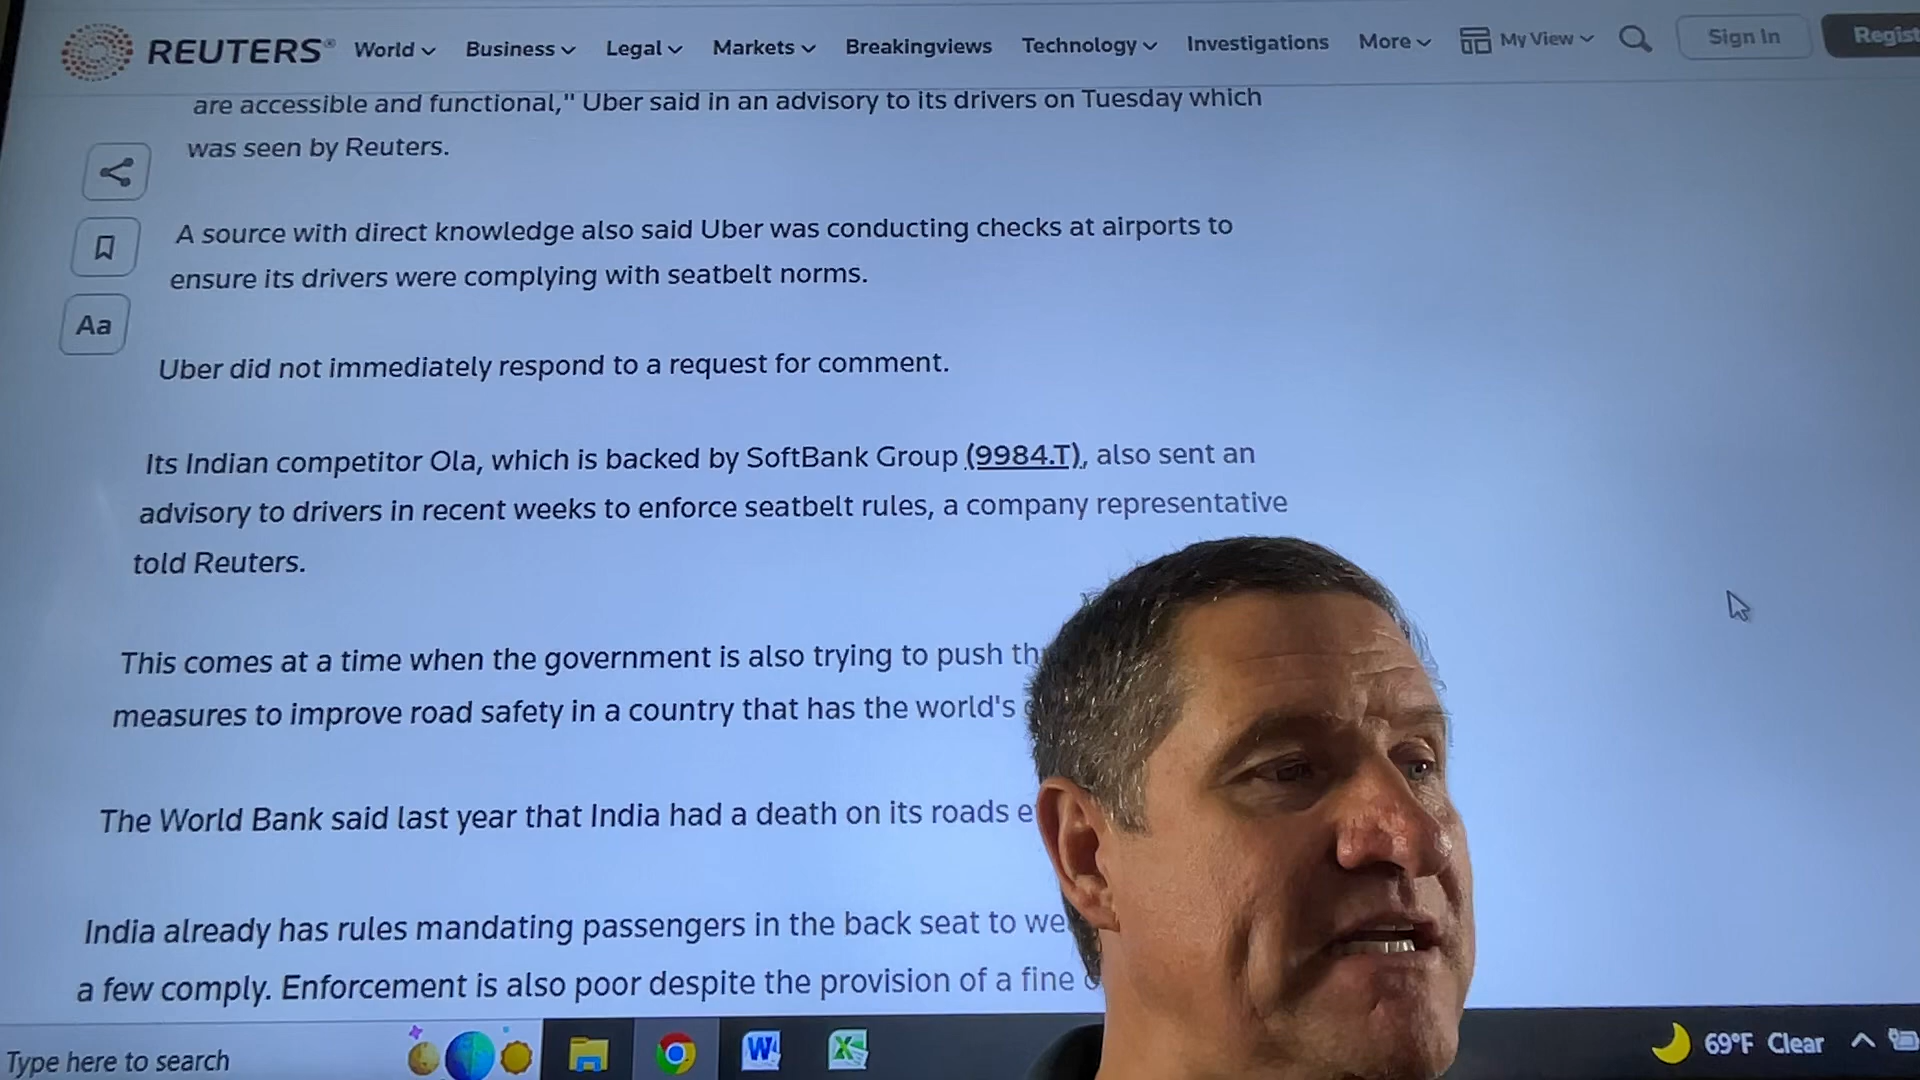 REUTERS® World Business Legal Markets Breakingviews Technology Investigations More My View Sign In
are accessible and functional," Uber said in an advisory to its drivers on Tuesday which
was seen by Reuters.
A source with direct knowledge also said Uber was conducting checks at airports to
ensure its drivers were complying with seatbelt norms.
Aa
Uber did not immediately respond to a request for comment.
Its Indian competitor Ola, which is backed by SoftBank Group (9984.T), also sent an
advisory to drivers in recent weeks to enforce seatbelt rules, a company representative
told Reuters.
This comes at a time when the government is also trying to push
measures to improve road safety in a country that has the world's
The World Bank said last year that India had a death on its roads
India already has rules mandating passengers in the back seat to
a few comply. Enforcement is also poor despite the provision of a fine
Type here to search 69°F Clear